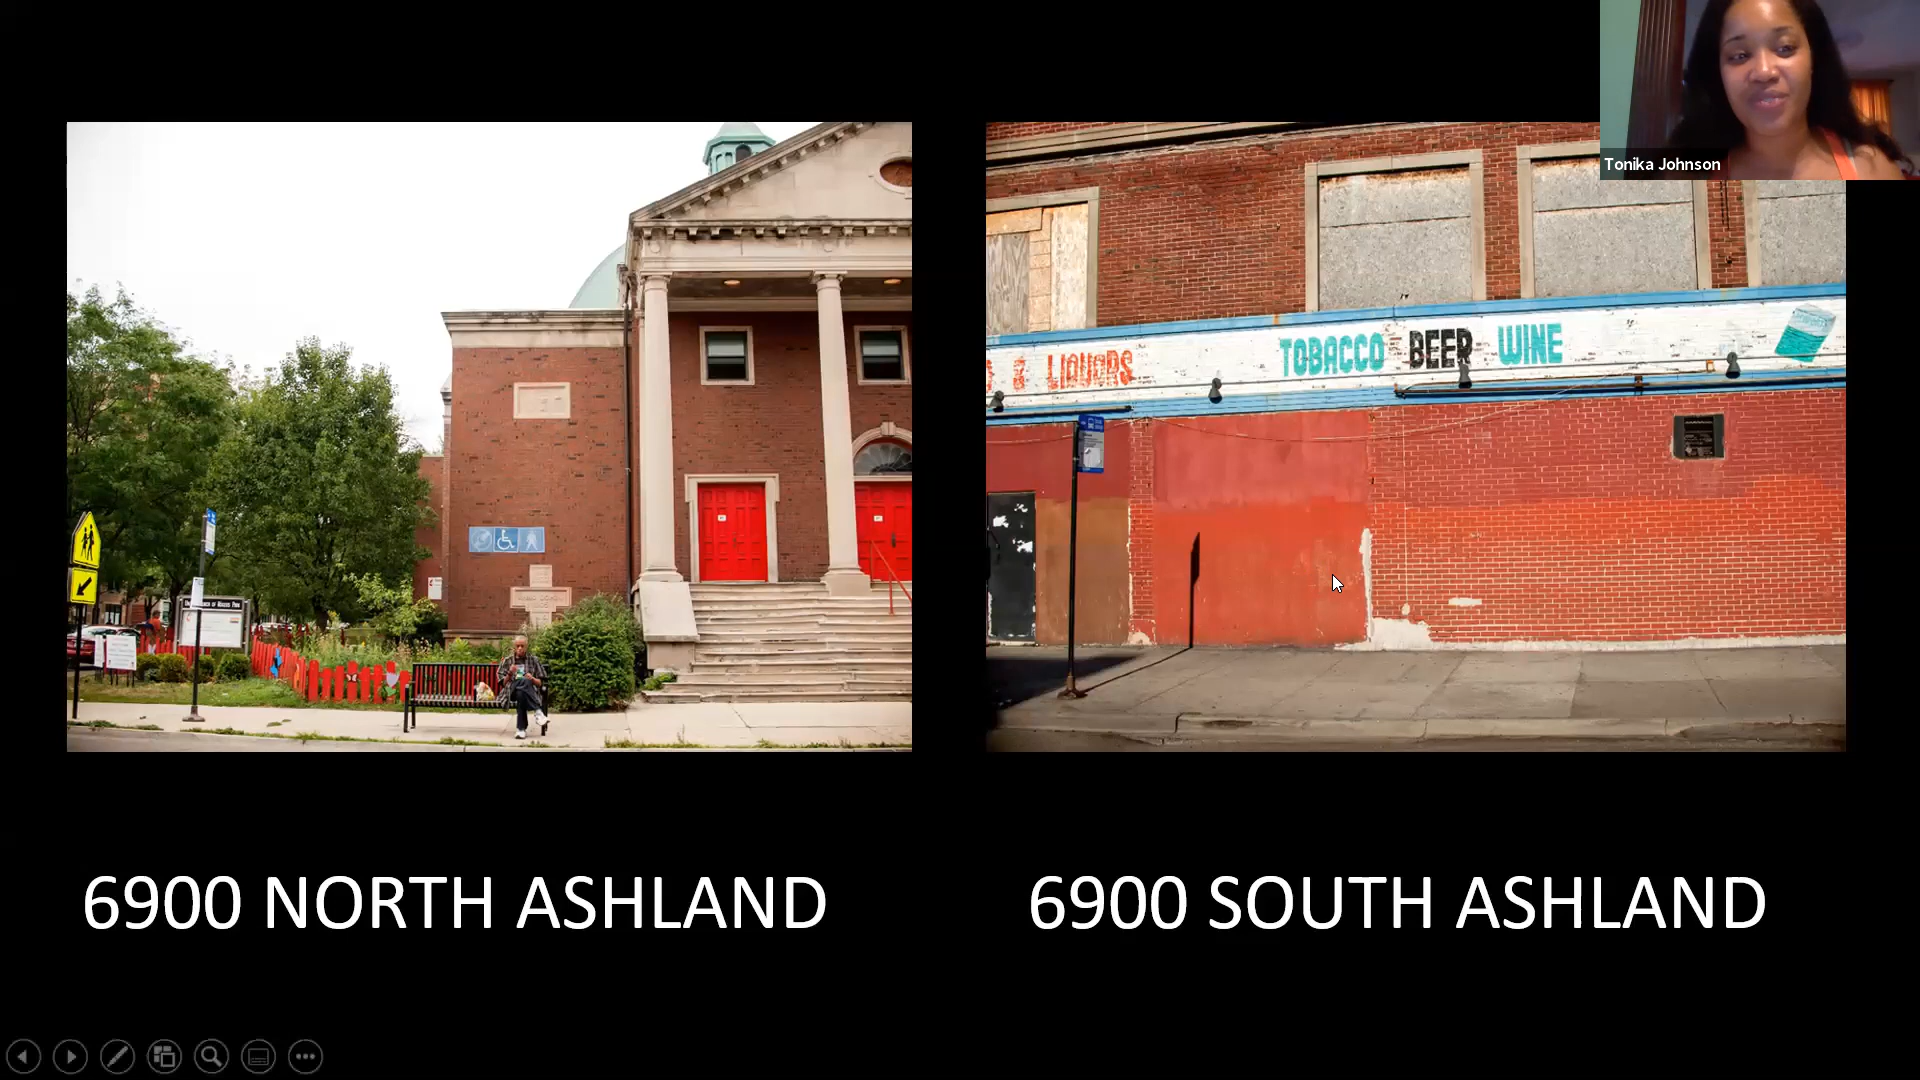 Tonika Johnson
& LIQUORS
TOBACCO BEER WINE
6900 NORTH ASHLAND
6900 SOUTH ASHLAND